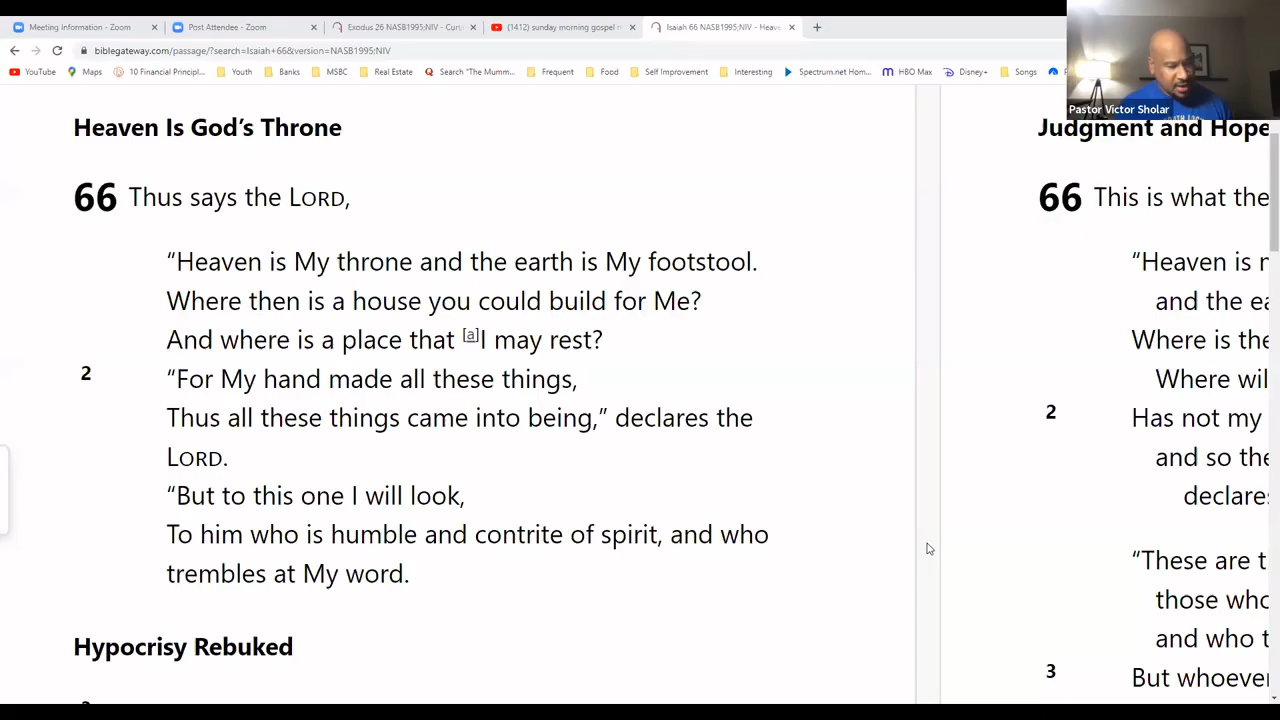 Meeting Information - Zoom
Post Attendee - Zoom
Exodus 26 NASB1995;NIV - Curt
(1412) sunday morning gospel m
Isaiah 66 NASB1995;NIV - Heave
biblegateway.com/passage/?search=Isaiah+66&version=NASB1995;NIV
YouTube
Maps
10 Financial Principl...
Youth
Banks
MSBC
Real Estate
Search "The Mumm...
Frequent
Food
Self Improvement
Interesting
Spectrum.net Hom...
HBO Max
Disney+
Songs
Pastor Victor Sholar
Heaven Is God's Throne
66 Thus says the LORD,
"Heaven is My throne and the earth is My footstool.
Where then is a house you could build for Me?
And where is a place that [a]I may rest?
2 "For My hand made all these things,
Thus all these things came into being," declares the
LORD.
"But to this one I will look,
To him who is humble and contrite of spirit, and who
trembles at My word.
Hypocrisy Rebuked
Judgment and Hope
66 This is what the
"Heaven is
and the
Where is the
Where
2 Has not my
and so
"These are
those
and who
3 But whoever